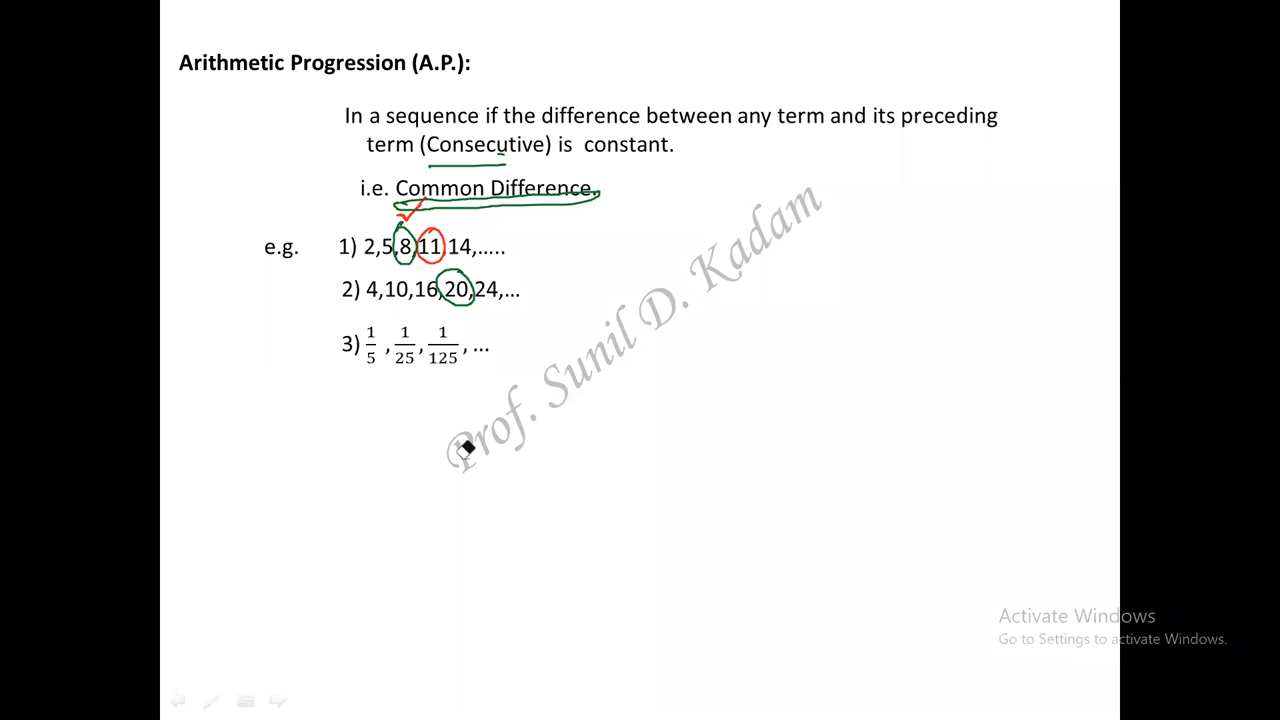 Arithmetic Progression (A.P.):
In a sequence if the difference between any term and its preceding
term (Consecutive) is constant.
i.e. Common Difference.
e.g. 1) 2,5,8,11,14,.....
2) 4,10,16,20,24,...
3) 1/5 , 1/25 , 1/125 , ...
Prof. Sunil D. Kadam
Activate Windows
Go to Settings to activate Windows.